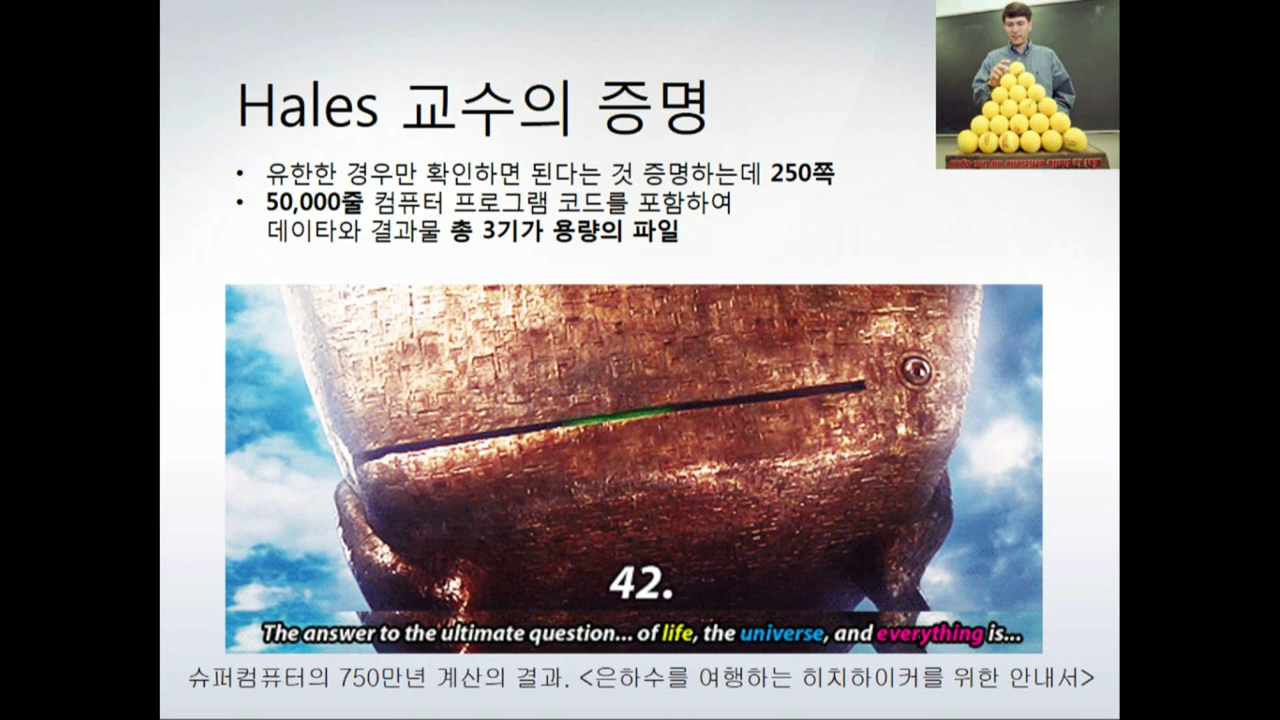 Hales 교수의 증명
• 유한한 경우만 확인하면 된다는 것 증명하는데 250쪽
• 50,000줄 컴퓨터 프로그램 코드를 포함하여
데이타와 결과물 총 3기가 용량의 파일
42.
The answer to the ultimate question... of life, the universe, and everything is...
슈퍼컴퓨터의 750만년 계산의 결과. <은하수를 여행하는 히치하이커를 위한 안내서>